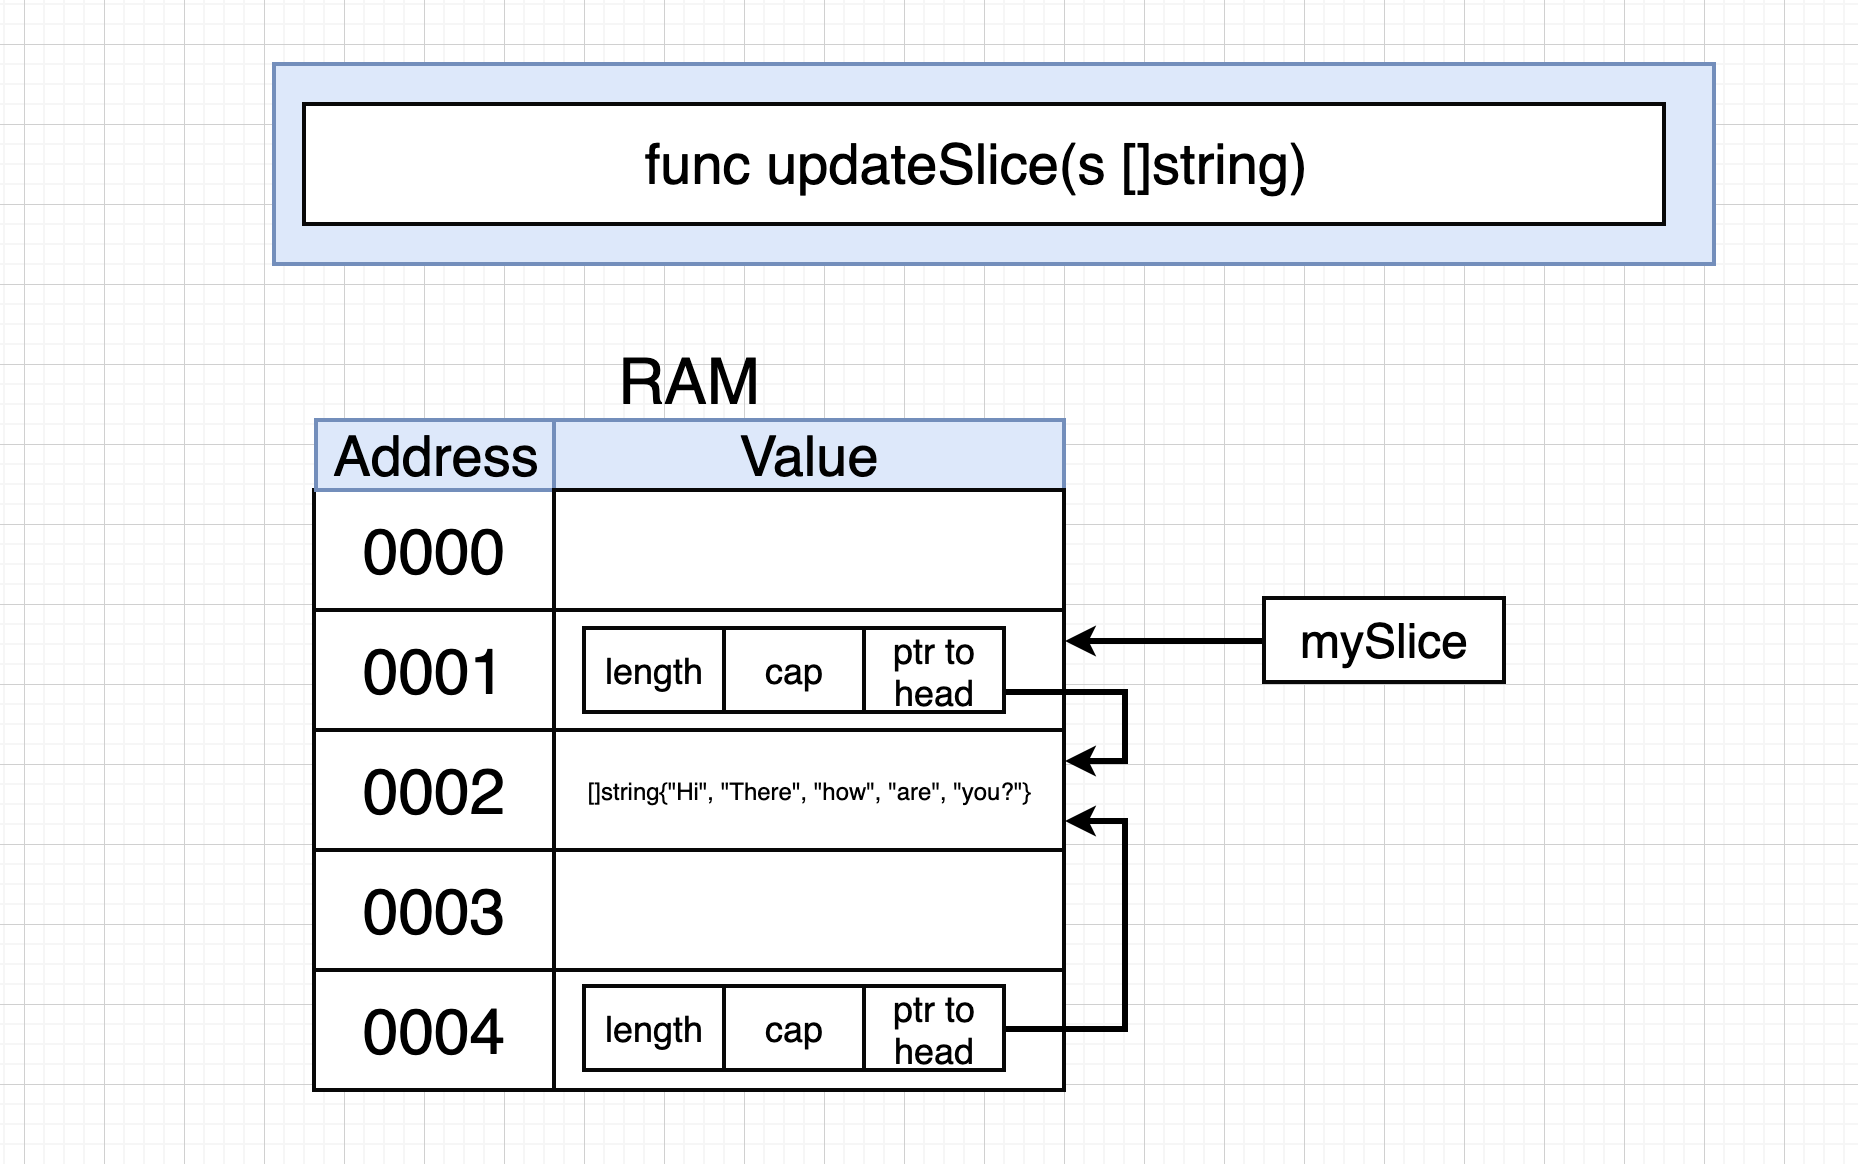 func updateSlice(s []string)
RAM
Address Value
0000
0001 length cap ptr to head
mySlice
0002 []string{"Hi", "There", "how", "are", "you?"}
0003
0004 length cap ptr to head